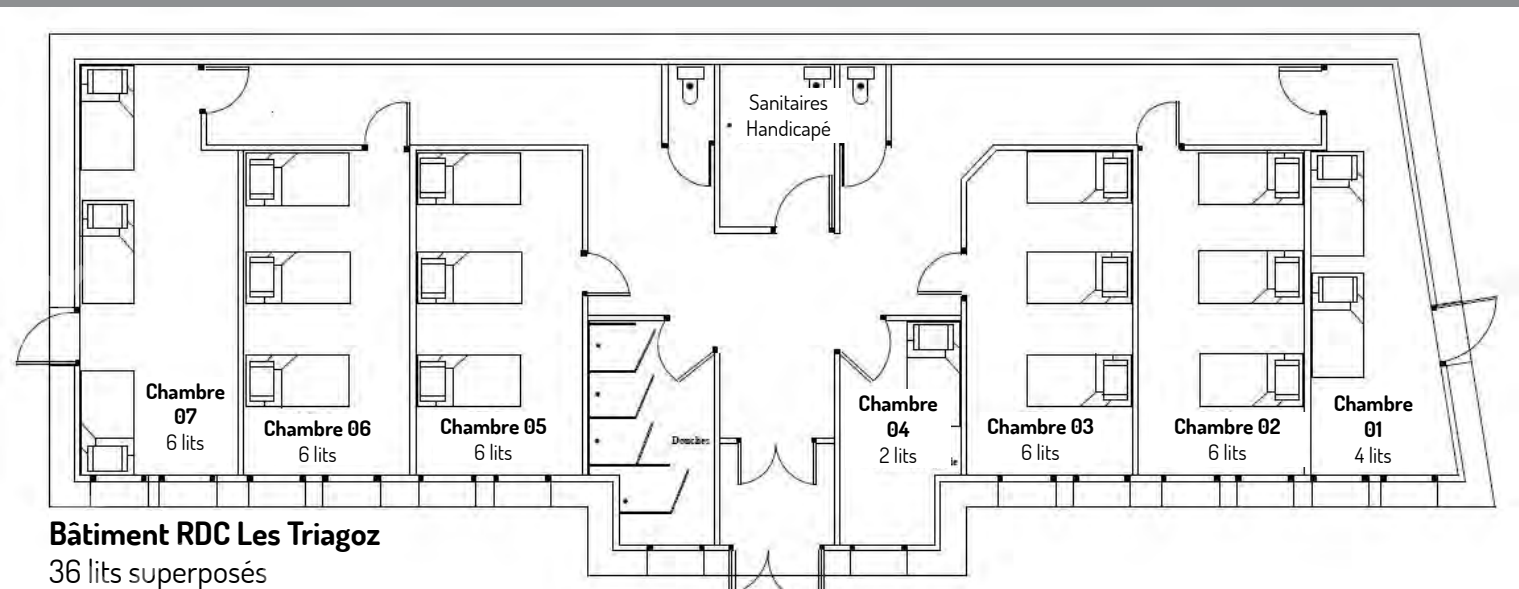 Sanitaires
Handicapé
Chambre
07
6 lits
Chambre 06
6 lits
Chambre 05
6 lits
Douches
Chambre
04
2 lits
Chambre 03
6 lits
Chambre 02
6 lits
Chambre
01
4 lits
Bâtiment RDC Les Triagoz
36 lits superposés